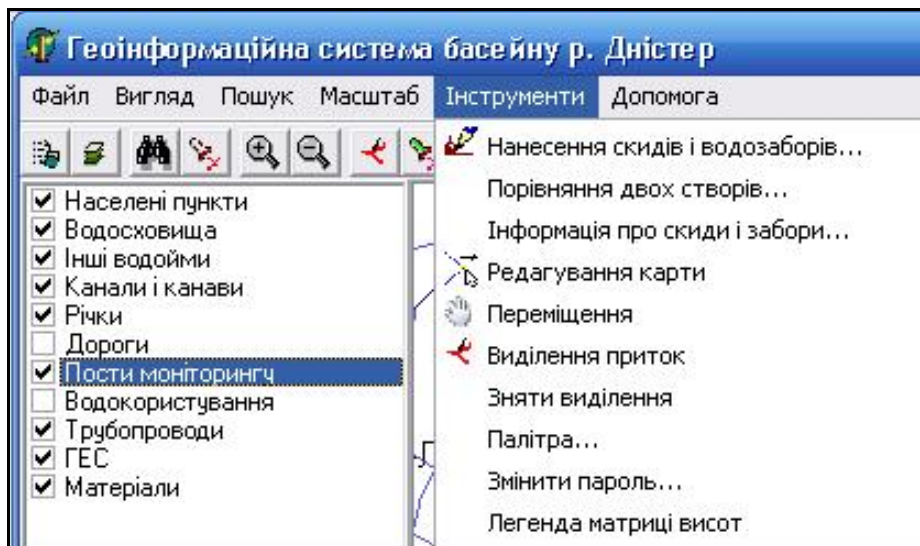 Геоінформаційна система басейну р. Дністер
Файл Вигляд Пошук Масштаб Інструменти Допомога
Населені пункти
Водосховища
Інші водойми
Канали і канави
Річки
Дороги
Пости моніторингу
Водокористування
Трубопроводи
ГЕС
Матеріали
Нанесення скидів і водозаборів...
Порівняння двох створів...
Інформація про скиди і забори...
Редагування карти
Переміщення
Виділення приток
Зняти виділення
Палітра...
Змінити пароль...
Легенда матриці висот